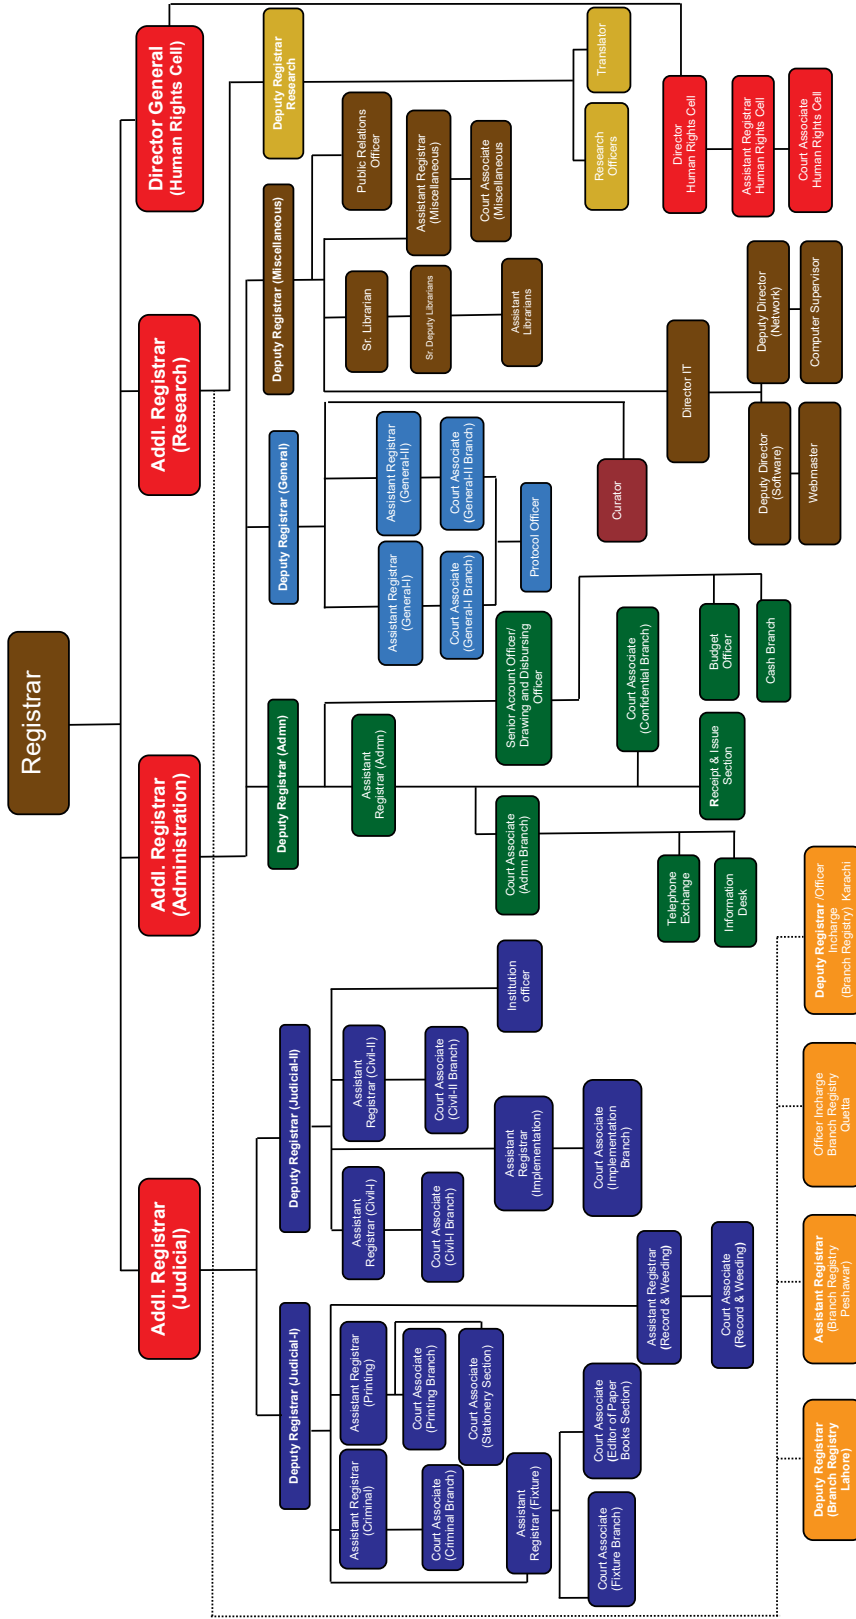 Registrar
Addl. Registrar
(Judicial)
Addl. Registrar
(Administration)
Addl. Registrar
(Research)
Director General
(Human Rights Cell)
Deputy Registrar (Judicial-I)
Deputy Registrar (Judicial-II)
Deputy Registrar (Admn)
Deputy Registrar (General)
Deputy Registrar (Miscellaneous)
Deputy Registrar
Research
Assistant Registrar
(Criminal)
Assistant Registrar
(Printing)
Court Associate
(Criminal Branch)
Court Associate
(Printing Branch)
Court Associate
(Stationery Section)
Assistant
Registrar (Fixture)
Court Associate
(Fixture Branch)
Court Associate
(Editor of Paper
Books Section)
Assistant Registrar
(Record & Weeding)
Court Associate
(Record & Weeding)
Assistant
Registrar (Civil-I)
Assistant
Registrar (Civil-II)
Court Associate
(Civil-I Branch)
Court Associate
(Civil-II Branch)
Institution
officer
Assistant
Registrar
(Implementation)
Court Associate
(Implementation
Branch)
Assistant
Registrar (Admn)
Court Associate
(Admn Branch)
Senior Account Officer/
Drawing and Disbursing
Officer
Court Associate
(Confidential Branch)
Telephone
Exchange
Information
Desk
Receipt & Issue
Section
Budget
Officer
Cash Branch
Assistant Registrar
(General-I)
Assistant Registrar
(General-II)
Court Associate
(General-I Branch)
Court Associate
(General-II Branch)
Protocol Officer
Curator
Public Relations
Officer
Sr. Librarian
Sr. Deputy Librarians
Assistant
Librarians
Assistant Registrar
(Miscellaneous)
Court Associate
(Miscellaneous)
Director IT
Deputy Director
(Software)
Deputy Director
(Network)
Webmaster
Computer Supervisor
Research
Officers
Translator
Director
Human Rights Cell
Assistant Registrar
Human Rights Cell
Court Associate
Human Rights Cell
Deputy Registrar
(Branch Registry
Lahore)
Assistant Registrar
(Branch Registry
Peshawar)
Officer Incharge
Branch Registry
Quetta
Deputy Registrar /Officer
Incharge
(Branch Registry) Karachi